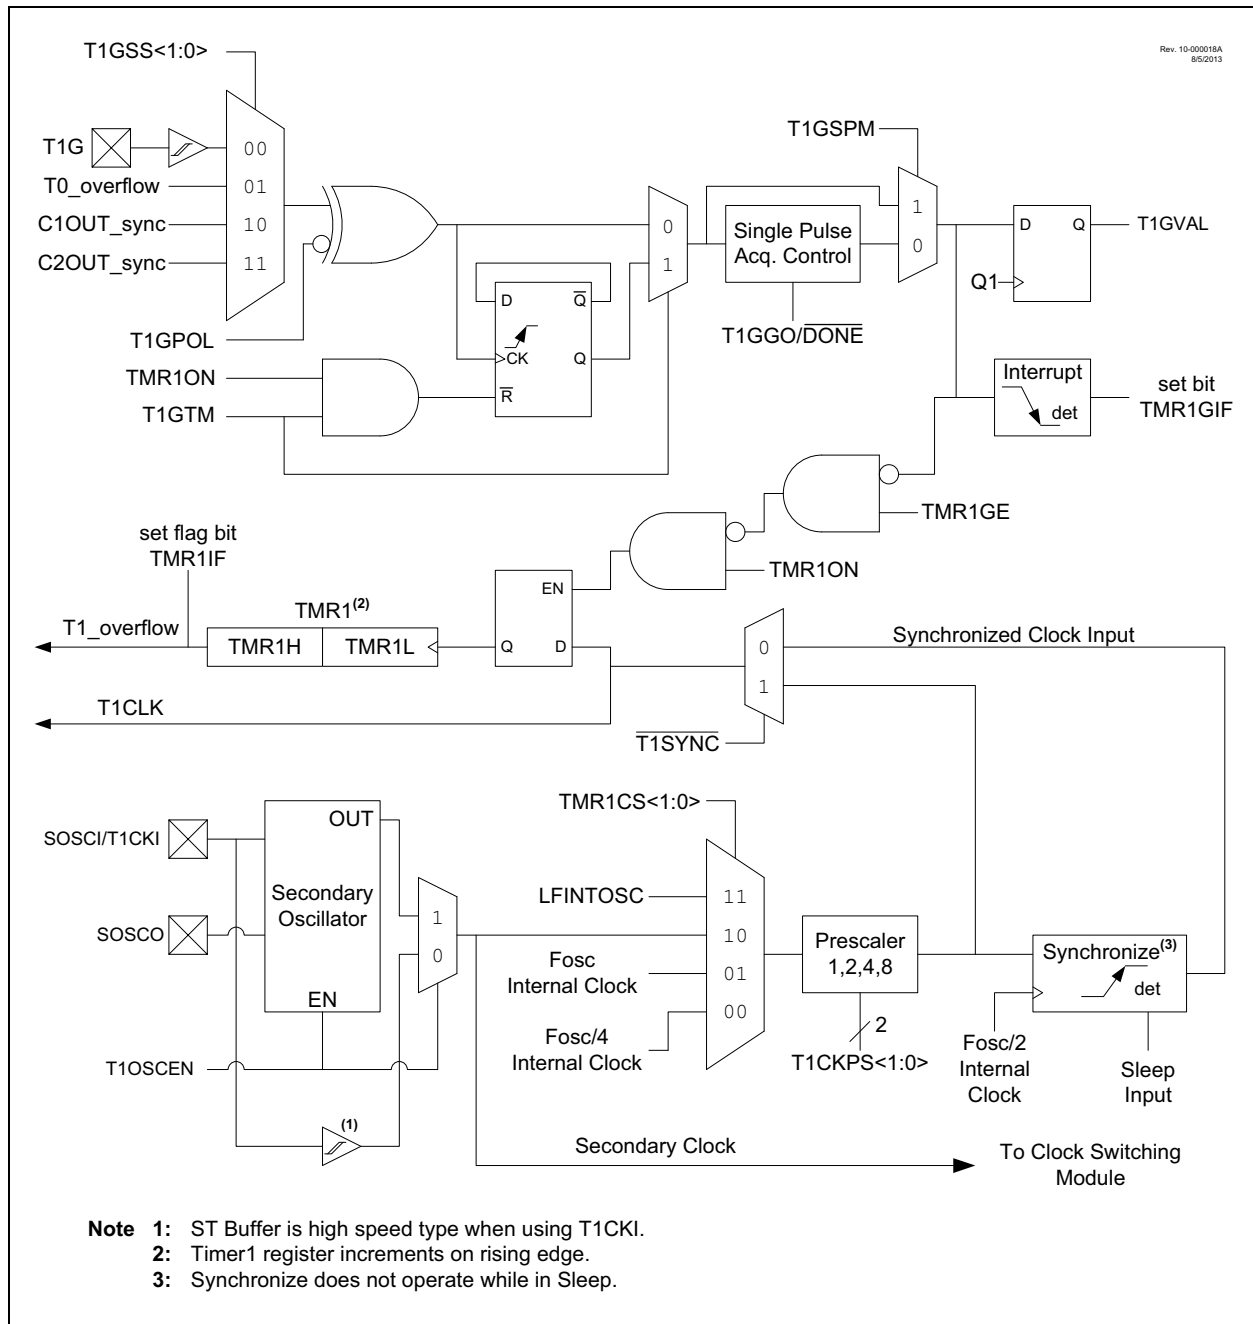 T1GSS<1:0>
Rev. 10-000018A
8/5/2013
T1G
00
T0_overflow
01
C1OUT_sync
10
C2OUT_sync
11
T1GPOL
TMR1ON
T1GTM
D
Q
CK
Q
R
0
1
Single Pulse
Acq. Control
T1GGO/DONE
T1GSPM
1
0
D
Q
Q1
T1GVAL
Interrupt
det
set bit
TMR1GIF
TMR1GE
TMR1ON
set flag bit
TMR1IF
TMR1(2)
T1_overflow
TMR1H
TMR1L
EN
Q
D
T1CLK
0
1
T1SYNC
Synchronized Clock Input
SOSCI/T1CKI
SOSCO
OUT
Secondary
Oscillator
EN
T1OSCEN
(1)
1
0
TMR1CS<1:0>
LFINTOSC
11
10
Fosc
Internal Clock
01
00
Fosc/4
Internal Clock
Prescaler
1,2,4,8
2
T1CKPS<1:0>
Synchronize(3)
det
Fosc/2
Internal
Clock
Sleep
Input
Secondary Clock
To Clock Switching
Module
Note 1: ST Buffer is high speed type when using T1CKI.
2: Timer1 register increments on rising edge.
3: Synchronize does not operate while in Sleep.